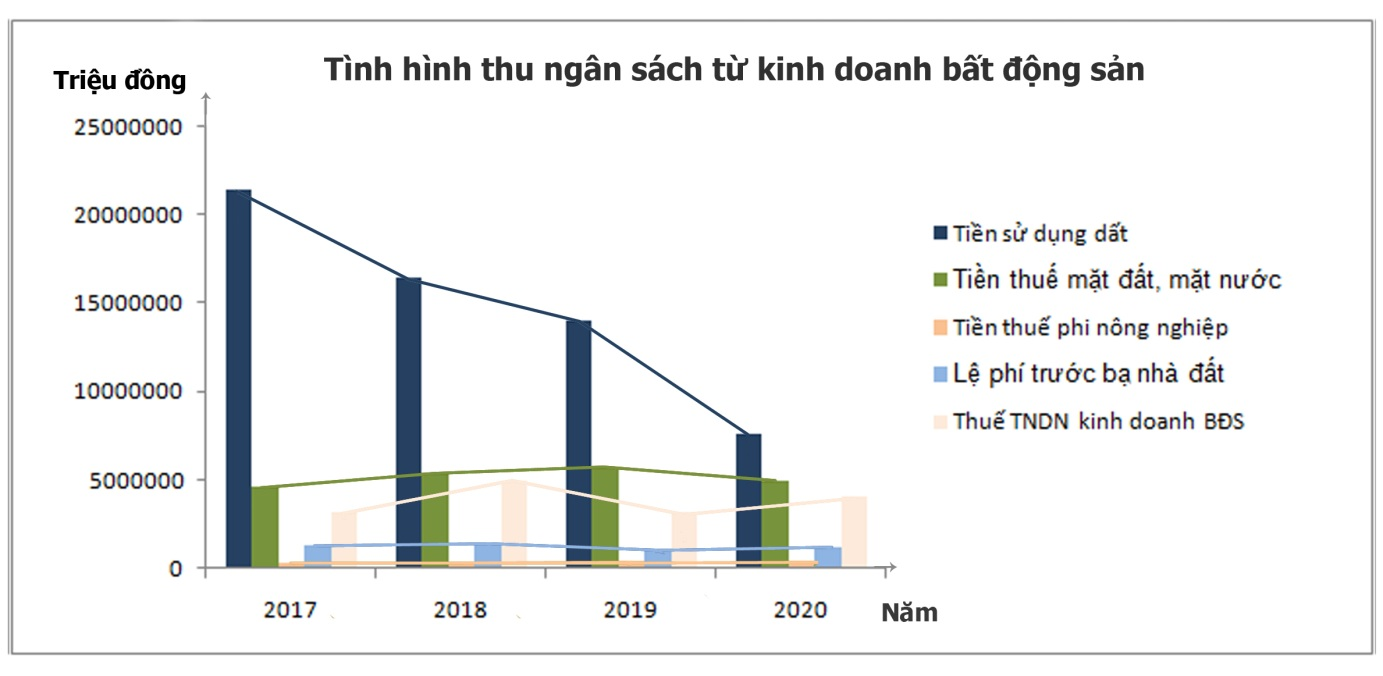 Tình hình thu ngân sách từ kinh doanh bất động sản
Triệu đồng
25000000
20000000
15000000
10000000
5000000
0
2017
2018
2019
2020
Năm
Tiền sử dụng dất
Tiền thuế mặt đất, mặt nước
Tiền thuế phi nông nghiệp
Lệ phí trước bạ nhà đất
Thuế TNDN kinh doanh BĐS